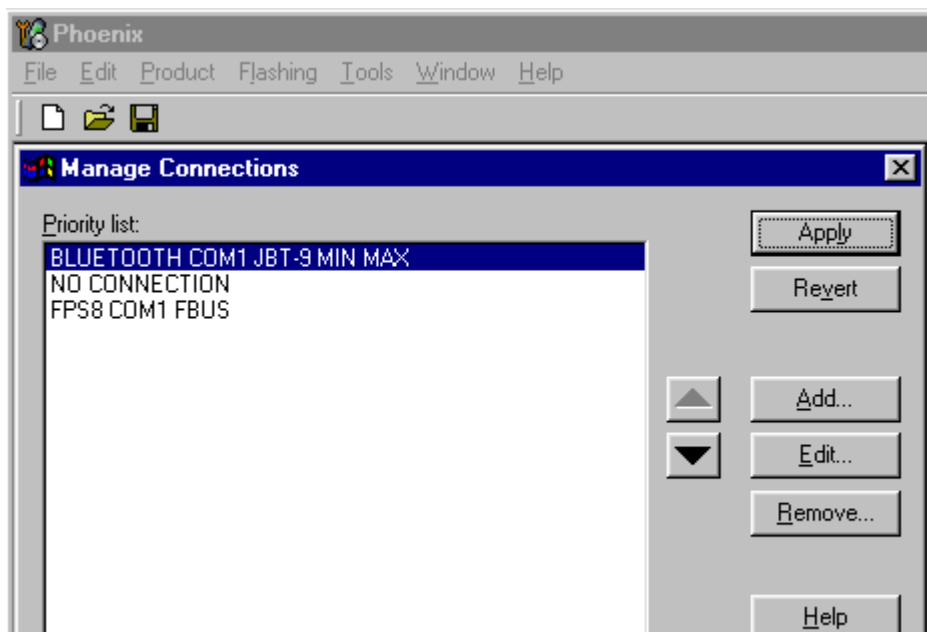 Phoenix
File Edit Product Flashing Tools Window Help
Manage Connections
Priority list:
BLUETOOTH COM1 JBT-9 MIN MAX
NO CONNECTION
FPS8 COM1 FBUS
Apply
Revert
Add...
Edit...
Remove...
Help